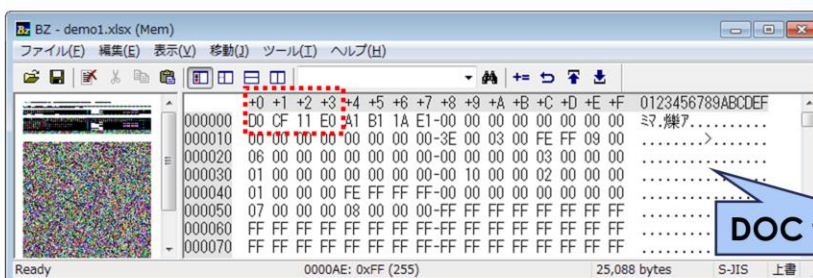 BZ - demo1.xlsx (Mem)
ファイル(F) 編集(E) 表示(V) 移動(J) ツール(T) ヘルプ(H)
+0 +1 +2 +3 +4 +5 +6 +7 +8 +9 +A +B +C +D +E +F 0123456789ABCDEF
000000 D0 CF 11 E0 A1 B1 1A E1-00 00 00 00 00 00 00 00
000010 00 00 00 00 00 00 00 00-3E 00 03 00 FE FF 09 00 ........>.......
000020 06 00 00 00 00 00 00 00-00 00 00 00 03 00 00 00
000030 01 00 00 00 00 00 00 00-00 10 00 00 02 00 00 00
000040 01 00 00 00 FE FF FF FF-00 00 00 00 00 00 00 00
000050 07 00 00 00 08 00 00 00-FF FF FF FF FF FF FF FF
000060 FF FF FF FF FF FF FF FF-FF FF FF FF FF FF FF FF
000070 FF FF FF FF FF FF FF FF-FF FF FF FF FF FF FF FF
DOC
Ready 0000AE: 0xFF (255) 25,088 bytes S-JIS 上書